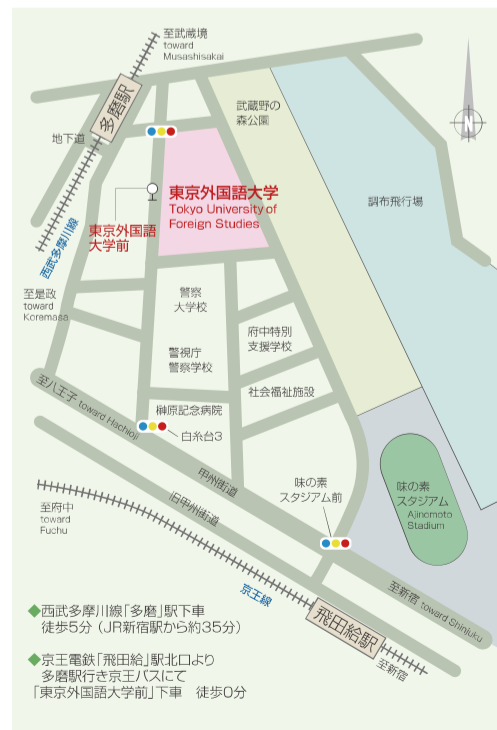 至武蔵境
toward
Musashisakai
多磨駅
地下道
武蔵野の
森公園
調布飛行場
N
東京外国語大学
Tokyo University of
Foreign Studies
東京外国語
大学前
西武多摩川線
至是政
toward
Koremasa
警察
大学校
府中特別
支援学校
警視庁
警察学校
社会福祉施設
榊原記念病院
白糸台3
至八王子 toward Hachioji
甲州街道
旧甲州街道
味の素
スタジアム前
味の素
スタジアム
Ajinomoto
Stadium
至府中
toward
Fuchu
京王線
至新宿 toward Shinjuku
飛田給駅
至新宿
◆西武多摩川線「多磨」駅下車
徒歩5分（JR新宿駅から約35分）
◆京王電鉄「飛田給」駅北口より
多磨駅行き京王バスにて
「東京外国語大学前」下車　徒歩0分